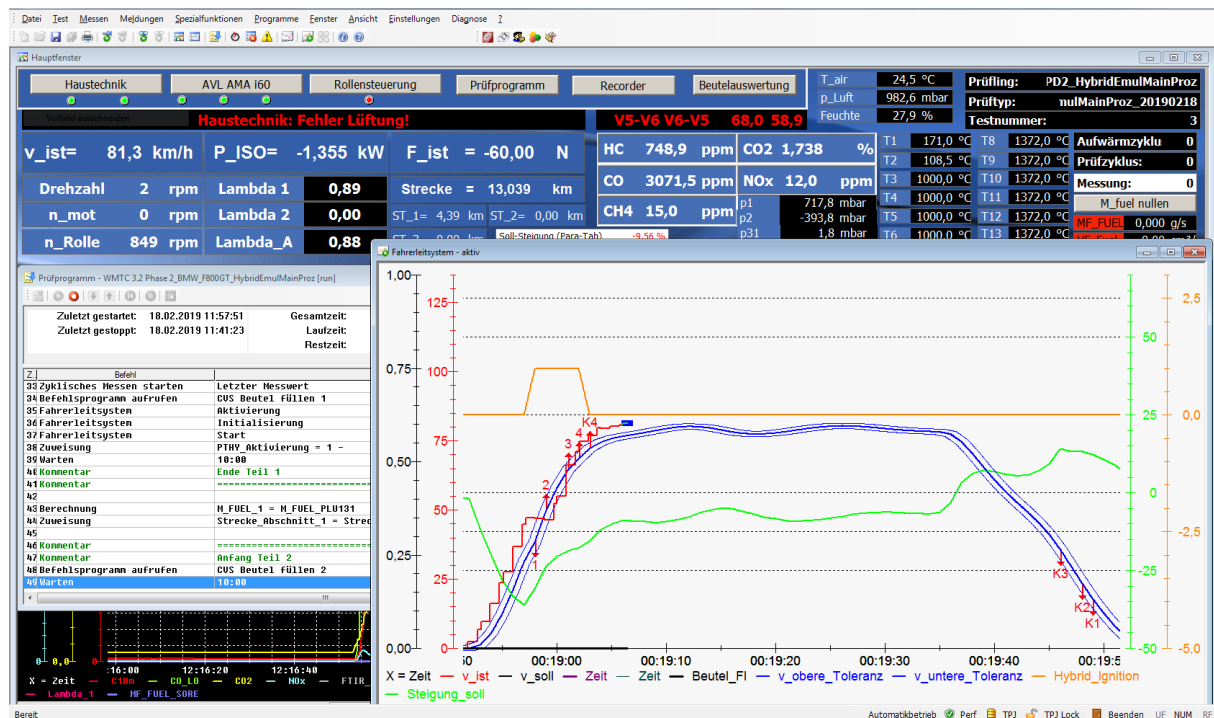 Datei Test Messen Meldungen Spezialfunktionen Programme Fenster Ansicht Einstellungen Diagnose ?
Hauptfenster
Haustechnik AVL AMA i60 Rollensteuerung Prüfprogramm Recorder Beutelauswertung
T_air 24,5 °C
p_Luft 982,6 mbar
Feuchte 27,9 %
Prüfling: PD2_HybridEmulMainProz
Prüftyp: nulMainProz_20190218
Testnummer: 3
Vollbild ausschneiden
Haustechnik: Fehler Lüftung!
V5-V6 V6-V5 68,0 58,9
v_ist= 81,3 km/h P_ISO= -1,355 kW F_ist = -60,00 N
Drehzahl 2 rpm Lambda 1 0,89 Strecke = 13,039 km
n_mot 0 rpm Lambda 2 0,00 ST_1= 4,39 km ST_2= 0,00 km
n_Rolle 849 rpm Lambda_A 0,88
Soll-Steigung (Para-Tab) -9,56 %
HC 748,9 ppm CO2 1,738 %
CO 3071,5 ppm NOx 12,0 ppm
CH4 15,0 ppm
p1 717,8 mbar
p2 -393,8 mbar
p31 1,8 mbar
T1 171,0 °C T8 1372,0 °C
T2 108,5 °C T9 1372,0 °C
T3 1000,0 °C T10 1372,0 °C
T4 1000,0 °C T11 1372,0 °C
T5 1000,0 °C T12 1372,0 °C
T6 1000,0 °C T13 1372,0 °C
Aufwärmzyklu 0
Prüfzyklus: 0
Messung: 0
M_fuel nullen
MF_FUEL 0,000 g/s
Prüfprogramm - WMTC 3.2 Phase 2_BMW_F800GT_HybridEmulMainProz [run]
Zuletzt gestartet: 18.02.2019 11:57:51 Gesamtzeit:
Zuletzt gestoppt: 18.02.2019 11:41:23 Laufzeit:
Restzeit:
Z. Befehl
33 Zyklisches Messen starten Letzter Messwert
34 Befehlsprogramm aufrufen CVS Beutel füllen 1
35 Fahrerleitsystem Aktivierung
36 Fahrerleitsystem Initialisierung
37 Fahrerleitsystem Start
38 Zuweisung PTHY_Aktivierung = 1 -
39 Warten 10:00
40 Kommentar Ende Teil 1
41 Kommentar ----------------------------
42
43 Berechnung M_FUEL_1 = M_FUEL_PLU131
44 Zuweisung Strecke_Abschnitt_1 = Strec
45
46 Kommentar ----------------------------
47 Kommentar Anfang Teil 2
48 Befehlsprogramm aufrufen CVS Beutel füllen 2
49 Warten 10:00
0 0,0 0
:16:00 12:16:20 12:16:40
X = Zeit — C1Hm — CO_LO — CO2 — NOx — FTIR_
— Lambda_1 — MF_FUEL_SORE
Fahrerleitsystem - aktiv
1,00
125
2,5
50
0,75
100
K4
4
3
25
0,0
75
0,50
2
0
50
-2,5
0,25
1
K3
25
-25
K2
K1
0,00 0 -50 -5,0
00:19:00 00:19:10 00:19:20 00:19:30 00:19:40 00:19:5
X = Zeit — v_ist — v_soll — Zeit — Zeit — Beutel_FI — v_obere_Toleranz — v_untere_Toleranz — Hybrid_Ignition
— Steigung_soll
Bereit
Automatikbetrieb Perf TPJ TPJ Lock Beenden UF NUM RF